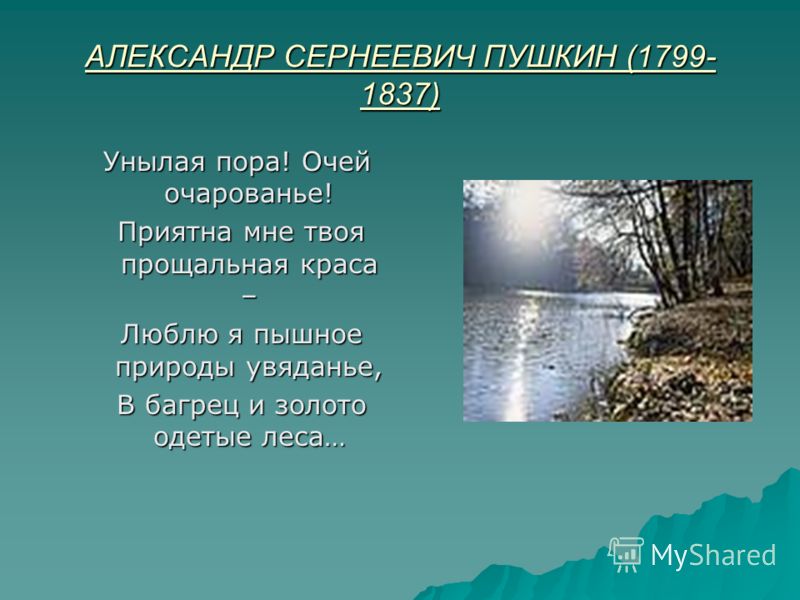 АЛЕКСАНДР СЕРНЕЕВИЧ ПУШКИН (1799-
1837)
Унылая пора! Очей
очарованье!
Приятна мне твоя
прощальная краса
–
Люблю я пышное
природы увяданье,
В багрец и золото
одетые леса…
MyShared